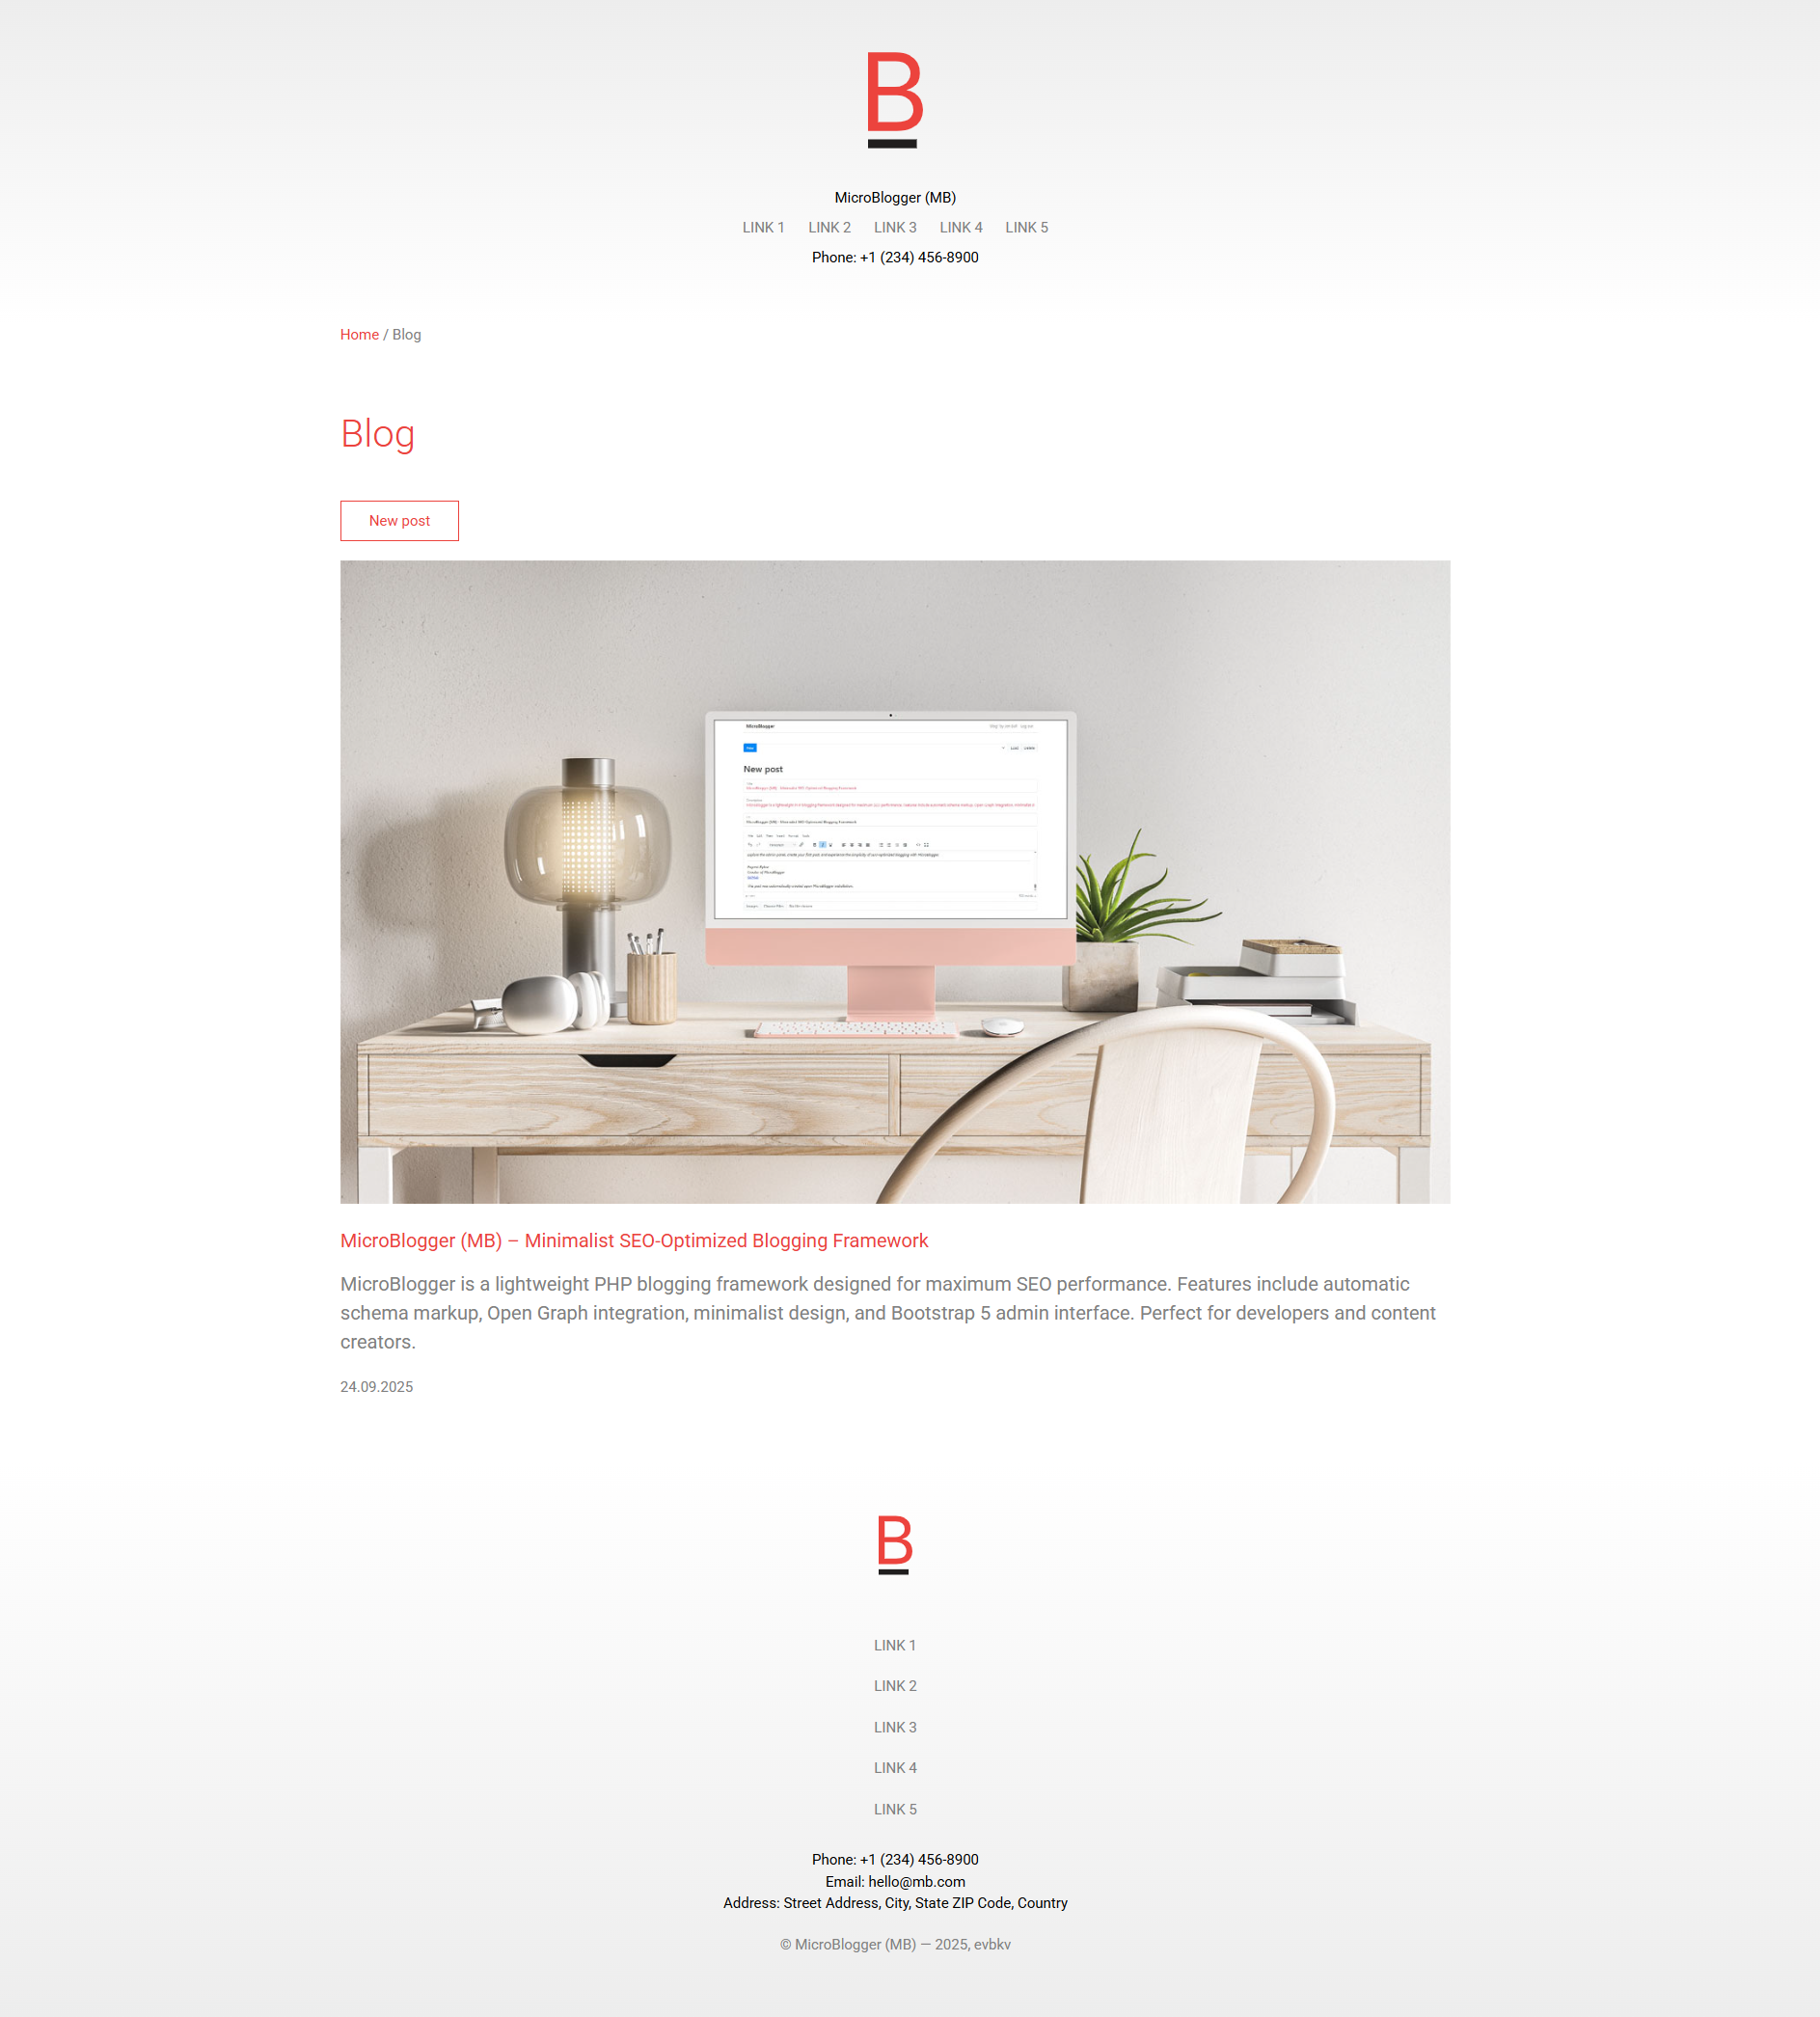 B
MicroBlogger (MB)
LINK 1 LINK 2 LINK 3 LINK 4 LINK 5
Phone: +1 (234) 456-8900
Home / Blog
Blog
New post
MicroBlogger
New post
MicroBlogger (MB) – Minimalist SEO-Optimized Blogging Framework
MicroBlogger is a lightweight PHP blogging framework designed for maximum SEO performance. Features include automatic
schema markup, Open Graph integration, minimalist design, and Bootstrap 5 admin interface. Perfect for developers and content
creators.
24.09.2025
B
LINK 1
LINK 2
LINK 3
LINK 4
LINK 5
Phone: +1 (234) 456-8900
Email: hello@mb.com
Address: Street Address, City, State ZIP Code, Country
© MicroBlogger (MB) — 2025, evbkv